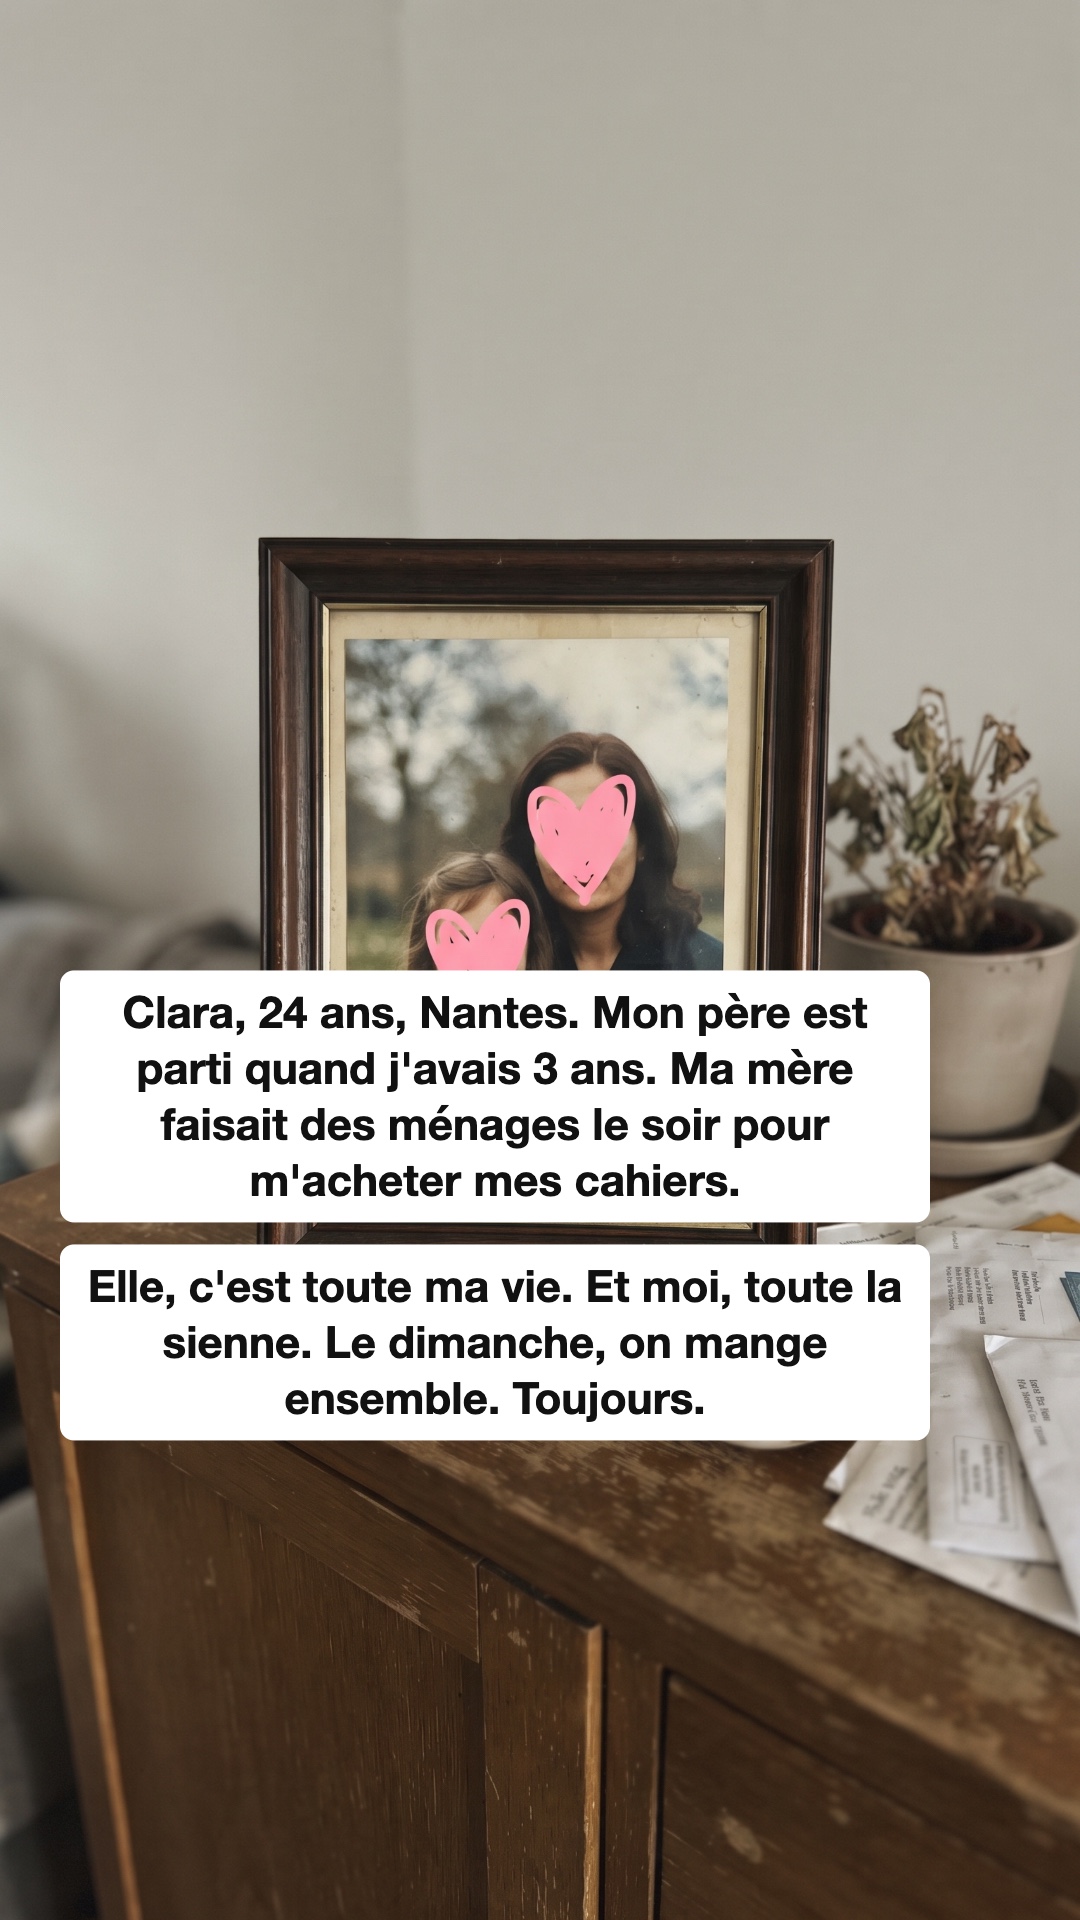 Clara, 24 ans, Nantes. Mon père est
parti quand j'avais 3 ans. Ma mère
faisait des ménages le soir pour
m'acheter mes cahiers.
Elle, c'est toute ma vie. Et moi, toute la
sienne. Le dimanche, on mange
ensemble. Toujours.